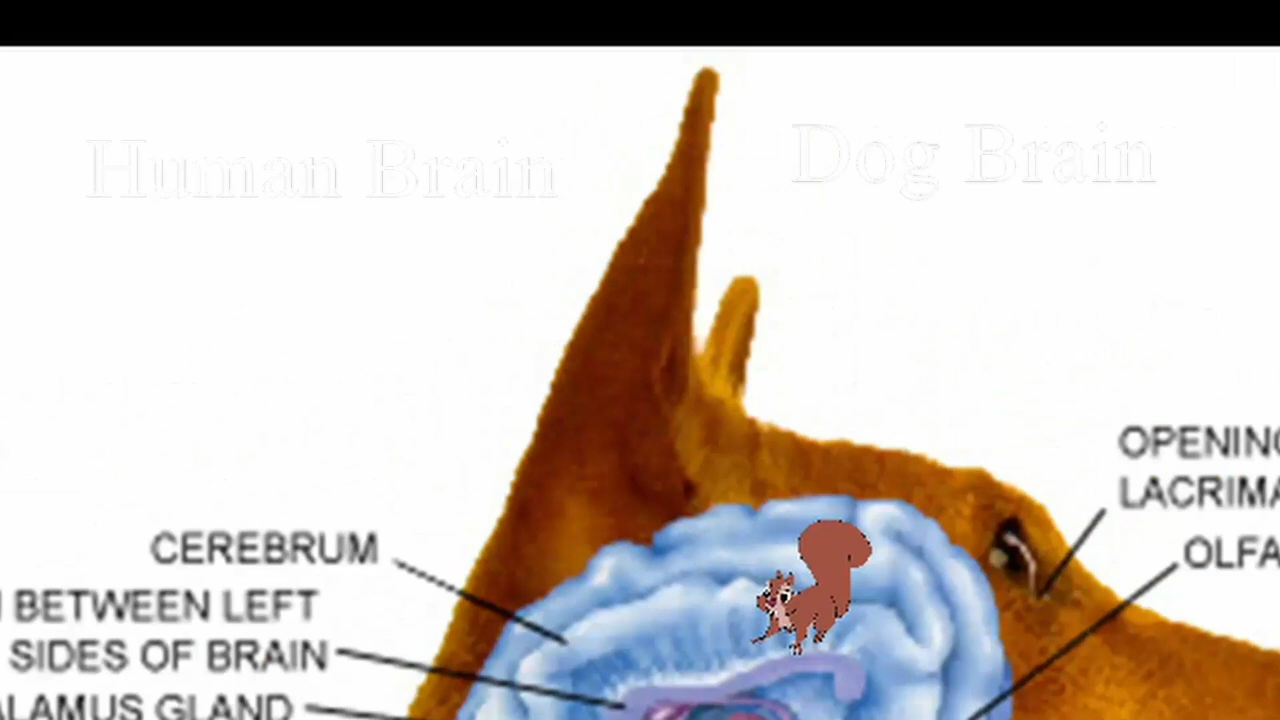 Human Brain
Dog Brain
OPENING
LACRIMA
CEREBRUM
OLFA
BETWEEN LEFT
SIDES OF BRAIN
ALAMUS GLAND